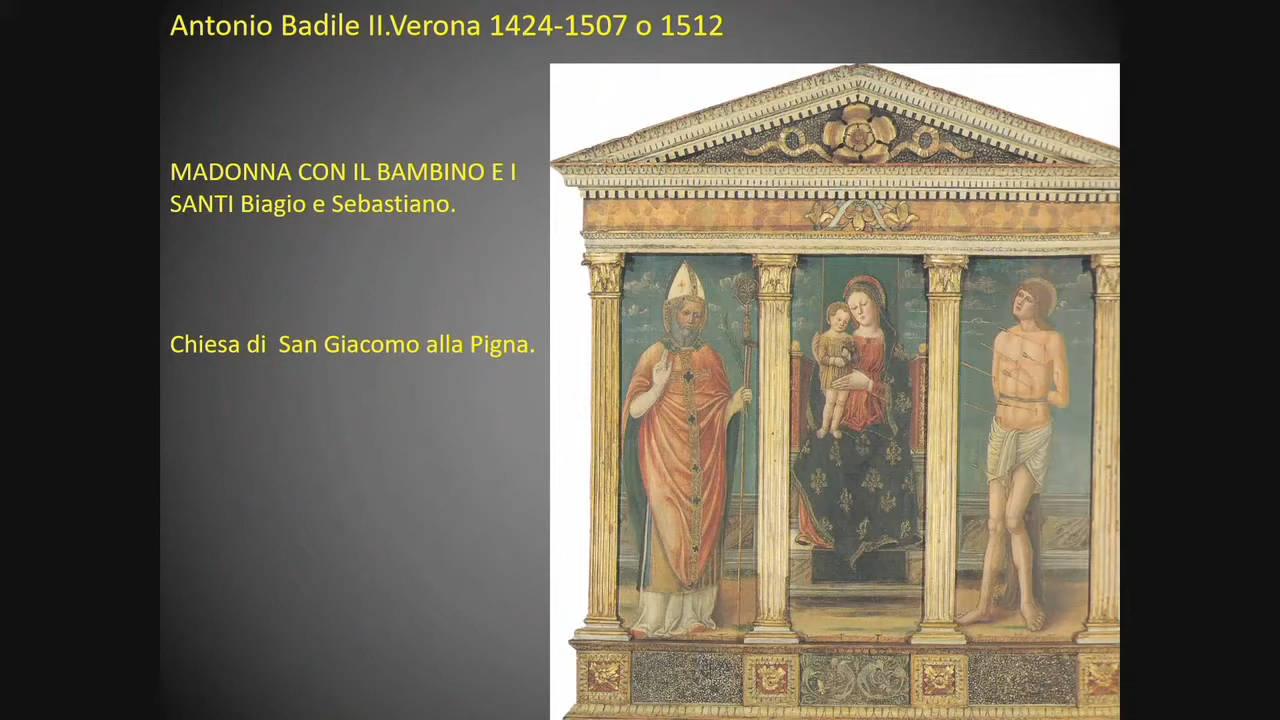 Antonio Badile II.Verona 1424-1507 o 1512
MADONNA CON IL BAMBINO E I
SANTI Biagio e Sebastiano.
Chiesa di  San Giacomo alla Pigna.